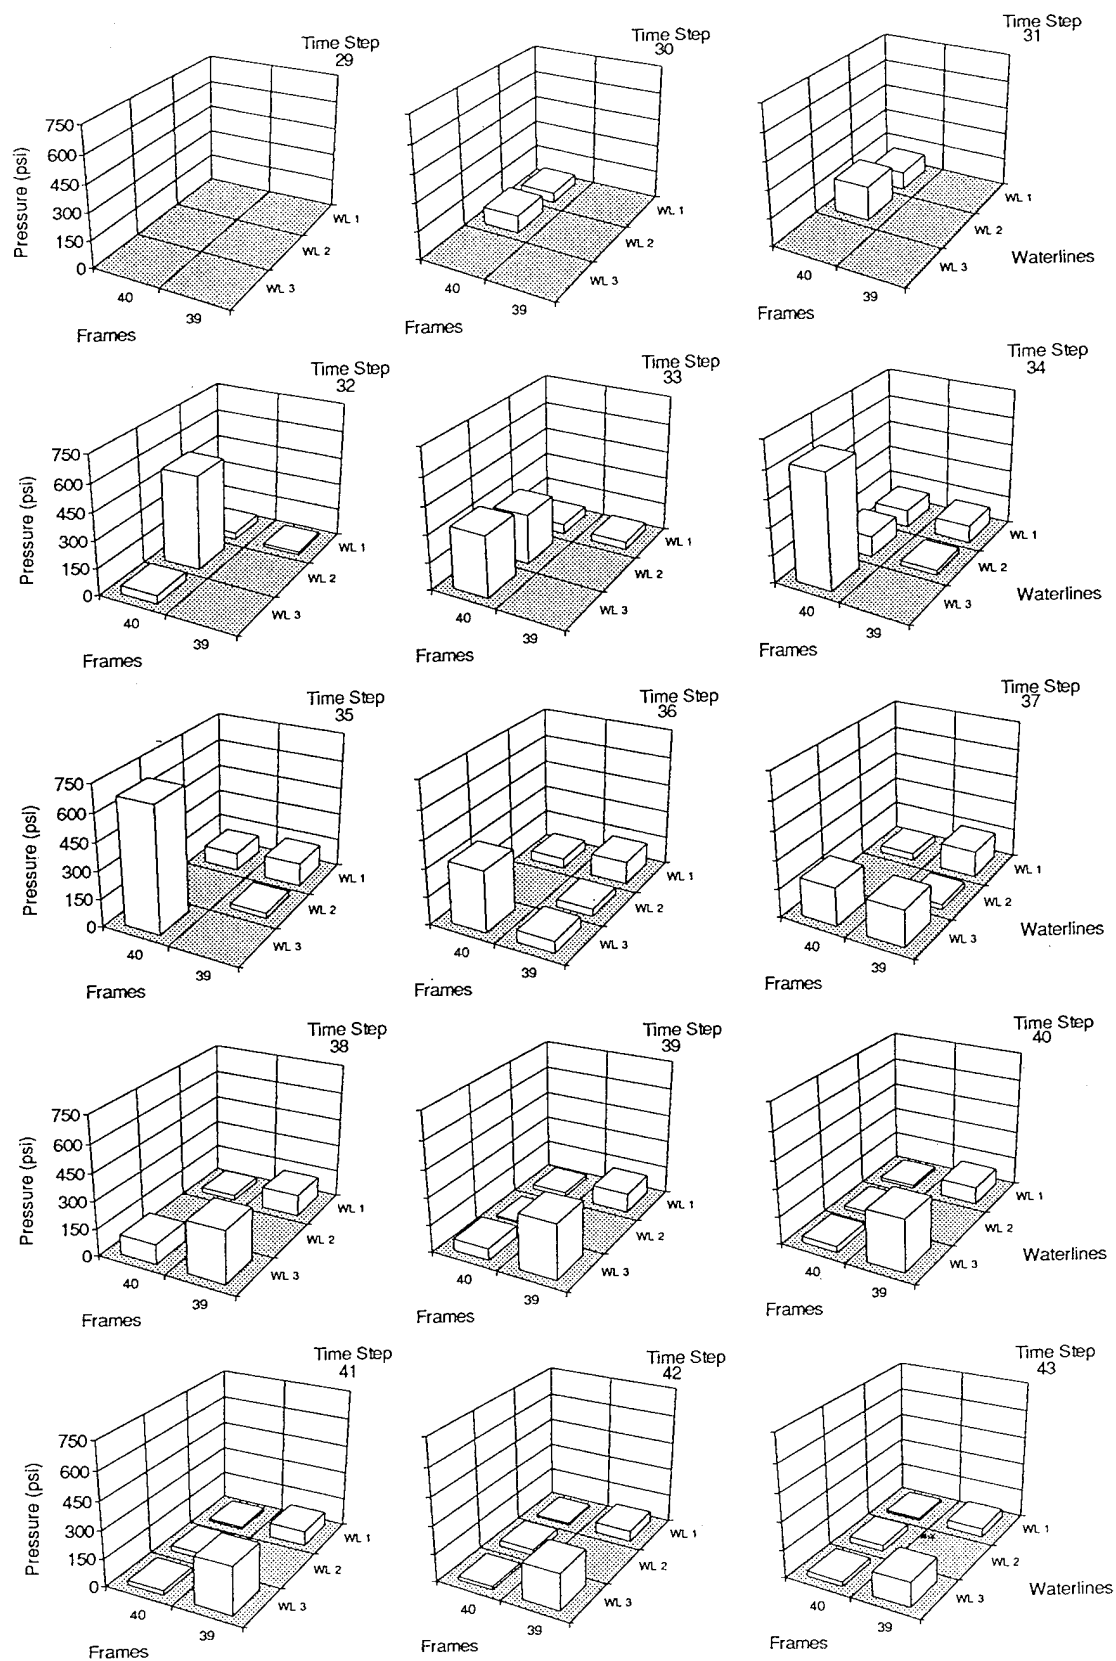 Time Step
29
Time Step
30
Time Step
31
750
600
450
300
150
0
Pressure (psi)
WL 1
WL 2
WL 3
40
39
Frames
WL 1
WL 2
WL 3
40
39
Frames
WL 1
WL 2
WL 3
Waterlines
40
39
Frames
Time Step
32
Time Step
33
Time Step
34
750
600
450
300
150
0
Pressure (psi)
WL 1
WL 2
WL 3
40
39
Frames
WL 1
WL 2
WL 3
40
39
Frames
WL 1
WL 2
WL 3
Waterlines
40
39
Frames
Time Step
35
Time Step
36
Time Step
37
750
600
450
300
150
0
Pressure (psi)
WL 1
WL 2
WL 3
40
39
Frames
WL 1
WL 2
WL 3
40
39
Frames
WL 1
WL 2
WL 3
Waterlines
40
39
Frames
Time Step
38
Time Step
39
Time Step
40
750
600
450
300
150
0
Pressure (psi)
WL 1
WL 2
WL 3
40
39
Frames
WL 1
WL 2
WL 3
40
39
Frames
WL 1
WL 2
WL 3
Waterlines
40
39
Frames
Time Step
41
Time Step
42
Time Step
43
750
600
450
300
150
0
Pressure (psi)
WL 1
WL 2
WL 3
40
39
Frames
WL 1
WL 2
WL 3
40
39
Frames
WL 1
WL 2
WL 3
Waterlines
40
39
Frames